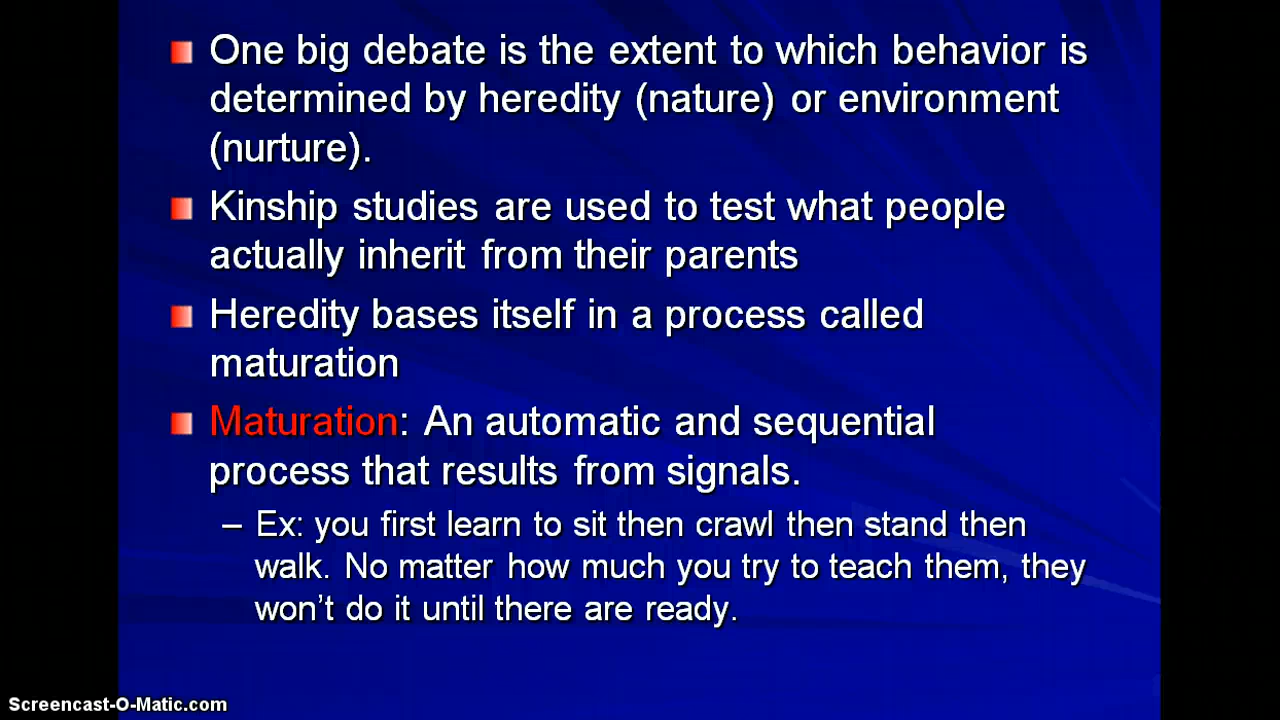 One big debate is the extent to which behavior is
determined by heredity (nature) or environment
(nurture).
Kinship studies are used to test what people
actually inherit from their parents
Heredity bases itself in a process called
maturation
Maturation: An automatic and sequential
process that results from signals.
– Ex: you first learn to sit then crawl then stand then
walk. No matter how much you try to teach them, they
won't do it until there are ready.
Screencast-O-Matic.com